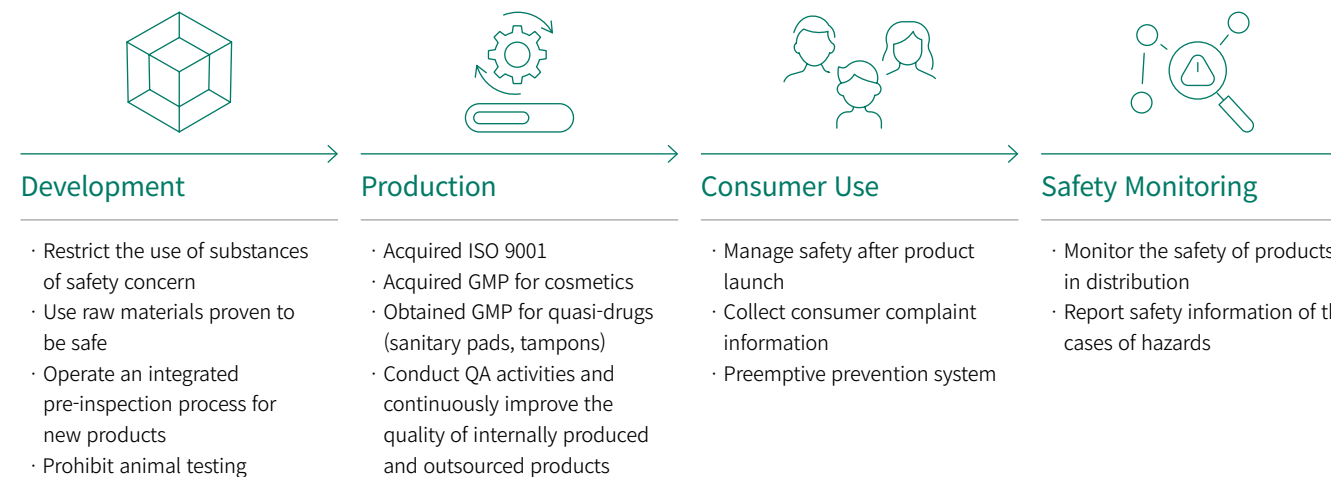 Development
· Restrict the use of substances
of safety concern
· Use raw materials proven to
be safe
· Operate an integrated
pre-inspection process for
new products
· Prohibit animal testing
Production
· Acquired ISO 9001
· Acquired GMP for cosmetics
· Obtained GMP for quasi-drugs
(sanitary pads, tampons)
· Conduct QA activities and
continuously improve the
quality of internally produced
and outsourced products
Consumer Use
· Manage safety after product
launch
· Collect consumer complaint
information
· Preemptive prevention system
Safety Monitoring
· Monitor the safety of products
in distribution
· Report safety information of
cases of hazards